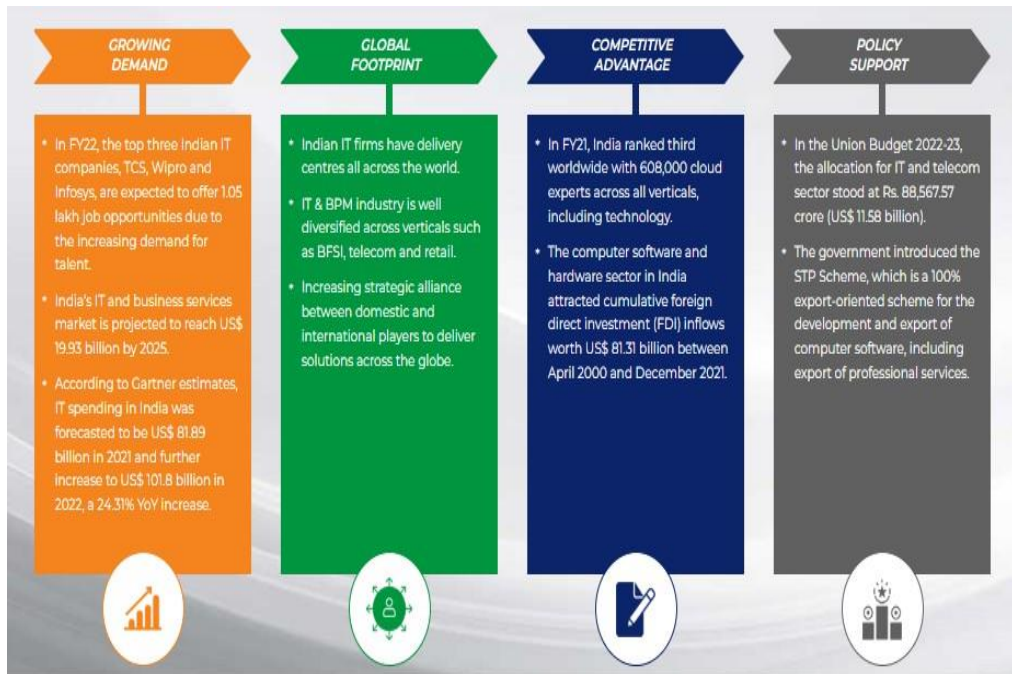 GROWING
DEMAND
* In FY22, the top three Indian IT
companies, TCS, Wipro and
Infosys, are expected to offer 1.05
lakh job opportunities due to
the increasing demand for
talent.
* India's IT and business services
market is projected to reach US$
19.93 billion by 2025.
* According to Gartner estimates,
IT spending in India was
forecasted to be US$ 81.89
billion in 2021 and further
increase to US$ 101.8 billion in
2022, a 24.31% YoY increase.
GLOBAL
FOOTPRINT
* Indian IT firms have delivery
centres all across the world.
* IT & BPM industry is well
diversified across verticals such
as BFSI, telecom and retail.
* Increasing strategic alliance
between domestic and
international players to deliver
solutions across the globe.
COMPETITIVE
ADVANTAGE
* In FY21, India ranked third
worldwide with 608,000 cloud
experts across all verticals,
including technology.
* The computer software and
hardware sector in India
attracted cumulative foreign
direct investment (FDI) inflows
worth US$ 81.31 billion between
April 2000 and December 2021.
POLICY
SUPPORT
* In the Union Budget 2022-23,
the allocation for IT and telecom
sector stood at Rs. 88,567.57
crore (US$ 11.58 billion).
* The government introduced the
STP Scheme, which is a 100%
export-oriented scheme for the
development and export of
computer software, including
export of professional services.